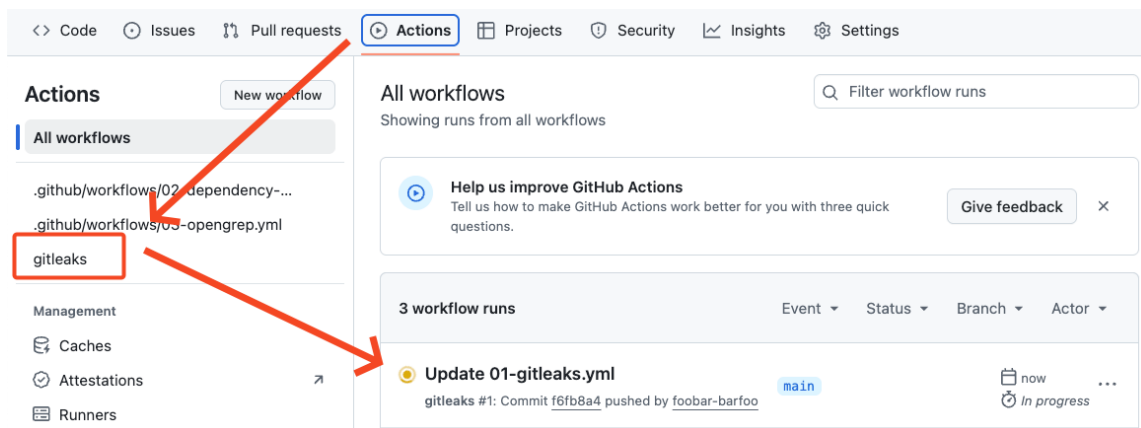 Code Issues Pull requests Actions Projects Security Insights Settings
Actions
New workflow
All workflows
.github/workflows/02-dependency-...
.github/workflows/03-opengrep.yml
gitleaks
Management
Caches
Attestations
Runners
All workflows
Showing runs from all workflows
Filter workflow runs
Help us improve GitHub Actions
Tell us how to make GitHub Actions work better for you with three quick
questions.
Give feedback
3 workflow runs
Event Status Branch Actor
Update 01-gitleaks.yml
gitleaks #1: Commit f6fb8a4 pushed by foobar-barfoo
main
now
In progress